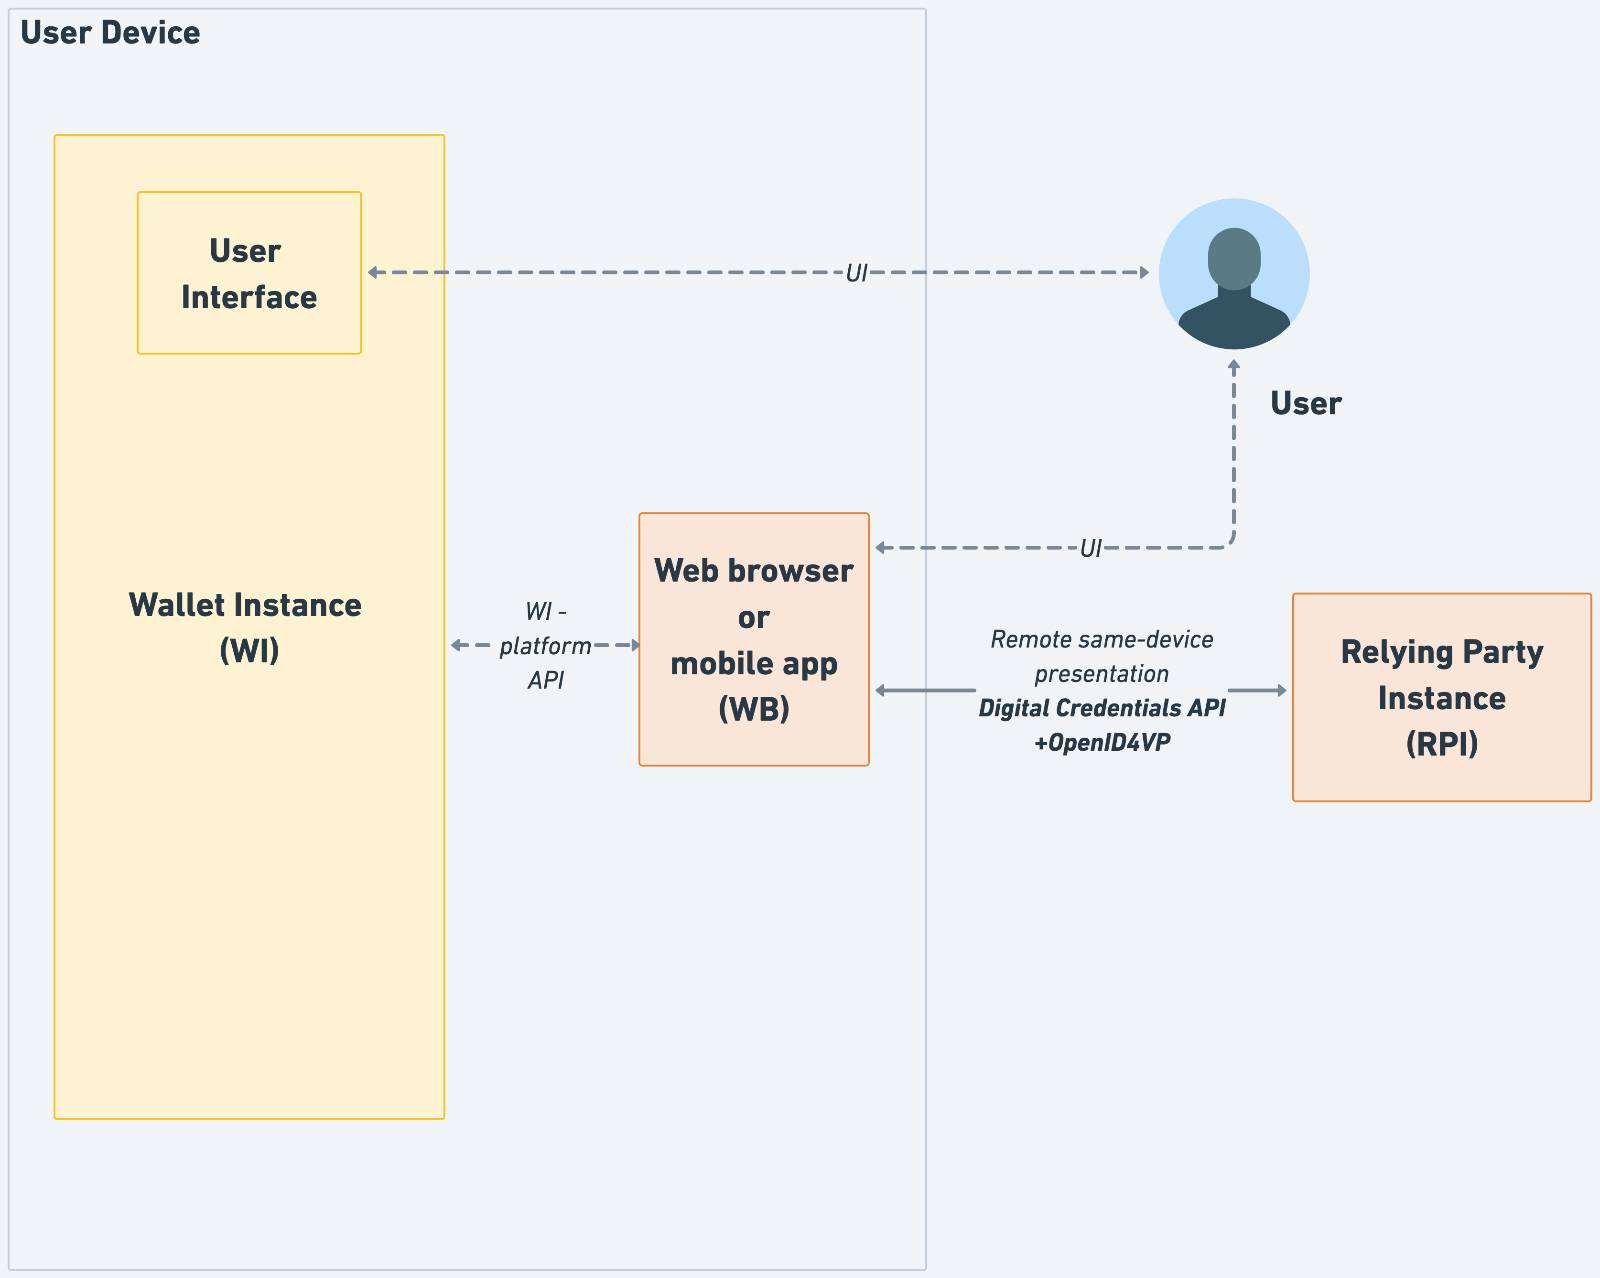 User Device
User
Interface
UI
User
UI
Web browser
or
mobile app
(WB)
Wallet Instance
(WI)
WI -
platform
API
Remote same-device
presentation
Digital Credentials API
+OpenID4VP
Relying Party
Instance
(RPI)